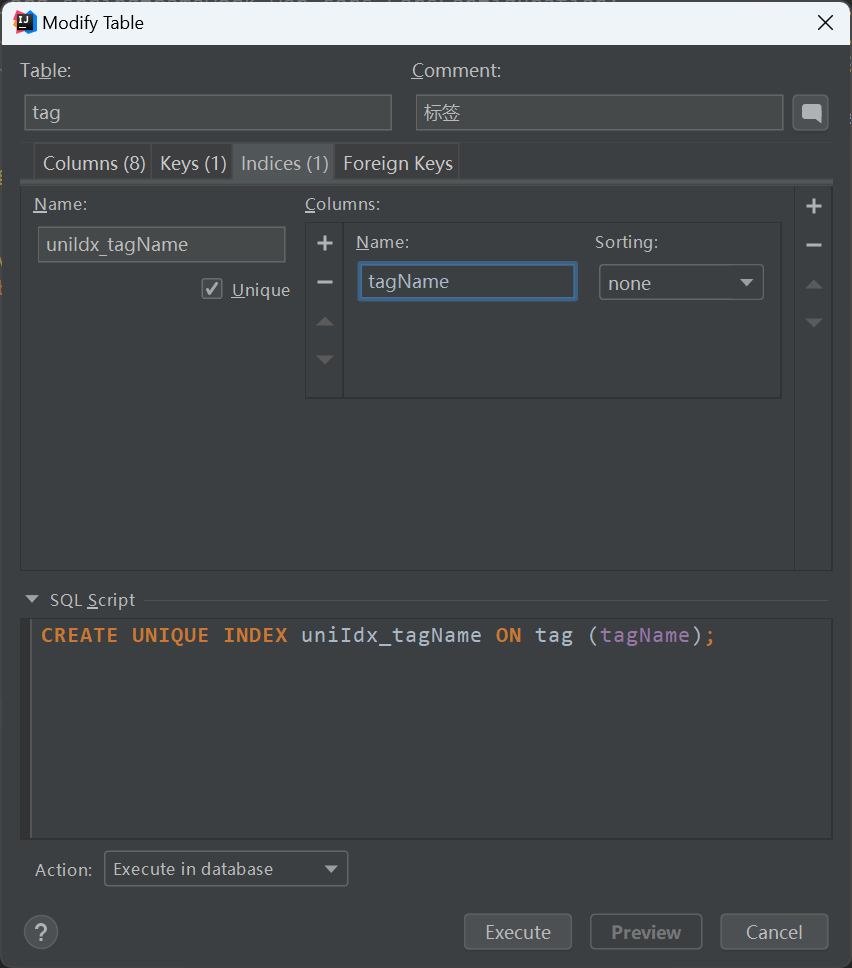 Modify Table
Table: Comment:
tag 标签
Columns (8) Keys (1) Indices (1) Foreign Keys
Name: Columns:
uniIdx_tagName
Name: Sorting:
tagName none
Unique
SQL Script
CREATE UNIQUE INDEX uniIdx_tagName ON tag (tagName);
Action: Execute in database
? Execute Preview Cancel